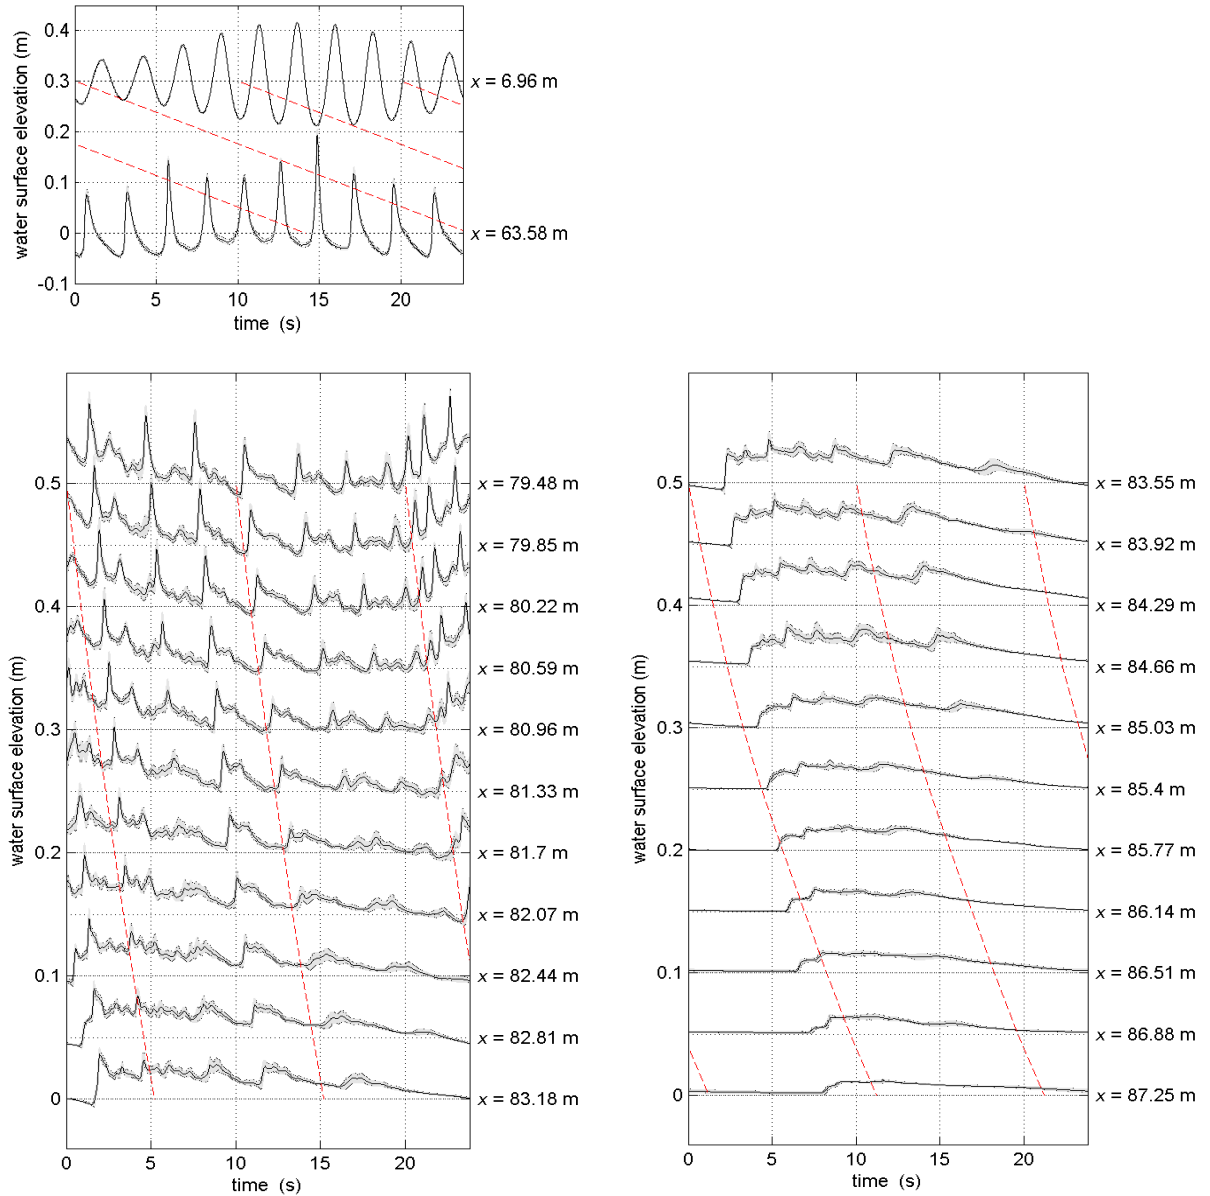 water surface elevation (m)
0.4
0.3
0.2
0.1
0
-0.1
x = 6.96 m
x = 63.58 m
0 5 10 15 20
time (s)
water surface elevation (m)
0.5
0.4
0.3
0.2
0.1
0
x = 79.48 m
x = 79.85 m
x = 80.22 m
x = 80.59 m
x = 80.96 m
x = 81.33 m
x = 81.7 m
x = 82.07 m
x = 82.44 m
x = 82.81 m
x = 83.18 m
0 5 10 15 20
time (s)
water surface elevation (m)
0.5
0.4
0.3
0.2
0.1
0
x = 83.55 m
x = 83.92 m
x = 84.29 m
x = 84.66 m
x = 85.03 m
x = 85.4 m
x = 85.77 m
x = 86.14 m
x = 86.51 m
x = 86.88 m
x = 87.25 m
0 5 10 15 20
time (s)